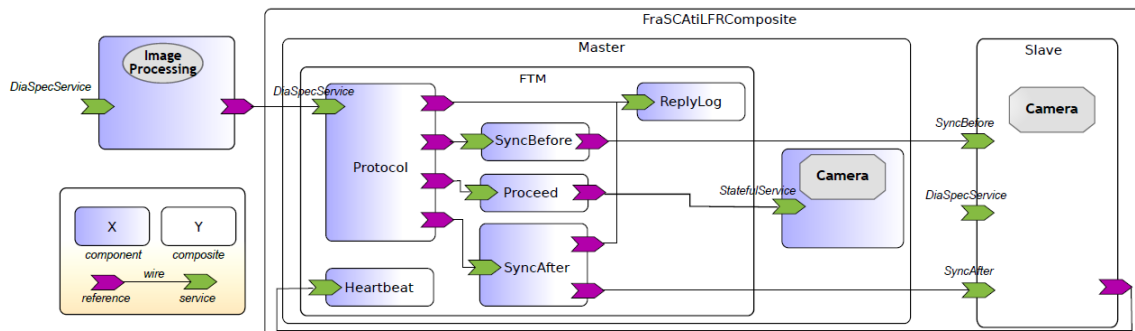 FraSCAtiLFRComposite
Master
Slave
Image
Processing
FTM
DiaSpecService
DiaSpecService
ReplyLog
Camera
SyncBefore
SyncBefore
Protocol
Camera
Proceed
StatefulService
DiaSpecService
X
Y
component
composite
SyncAfter
SyncAfter
wire
Heartbeat
reference
service